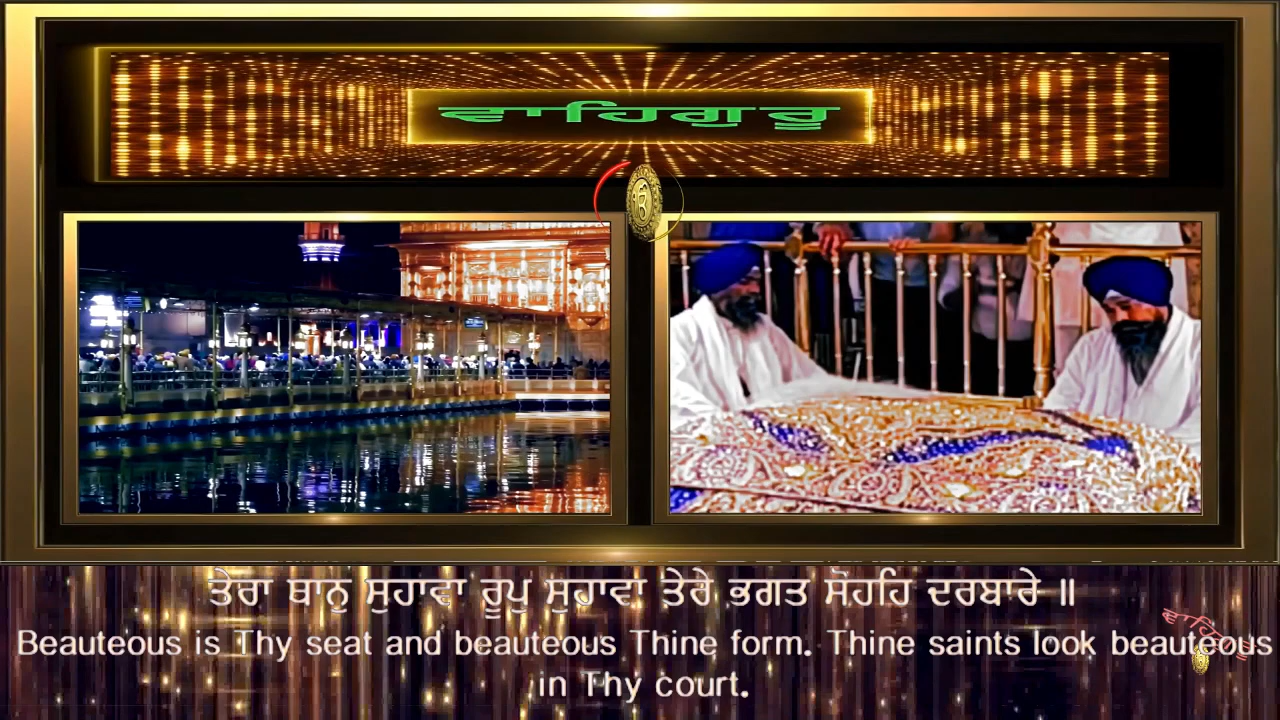 ਵਾਹਿਗੁਰੂ
ੴ
ਤੇਰਾ ਥਾਨੁ ਸੁਹਾਵਾ ਰੂਪੁ ਸੁਹਾਵਾ ਤੇਰੇ ਭਗਤ ਸੋਹਹਿ ਦਰਬਾਰੇ ॥
Beauteous is Thy seat and beauteous Thine form. Thine saints look beauteous
in Thy court.
ਵਾਹਿਗੁਰੂ